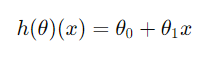 h(θ)(x) = θ₀ + θ₁x